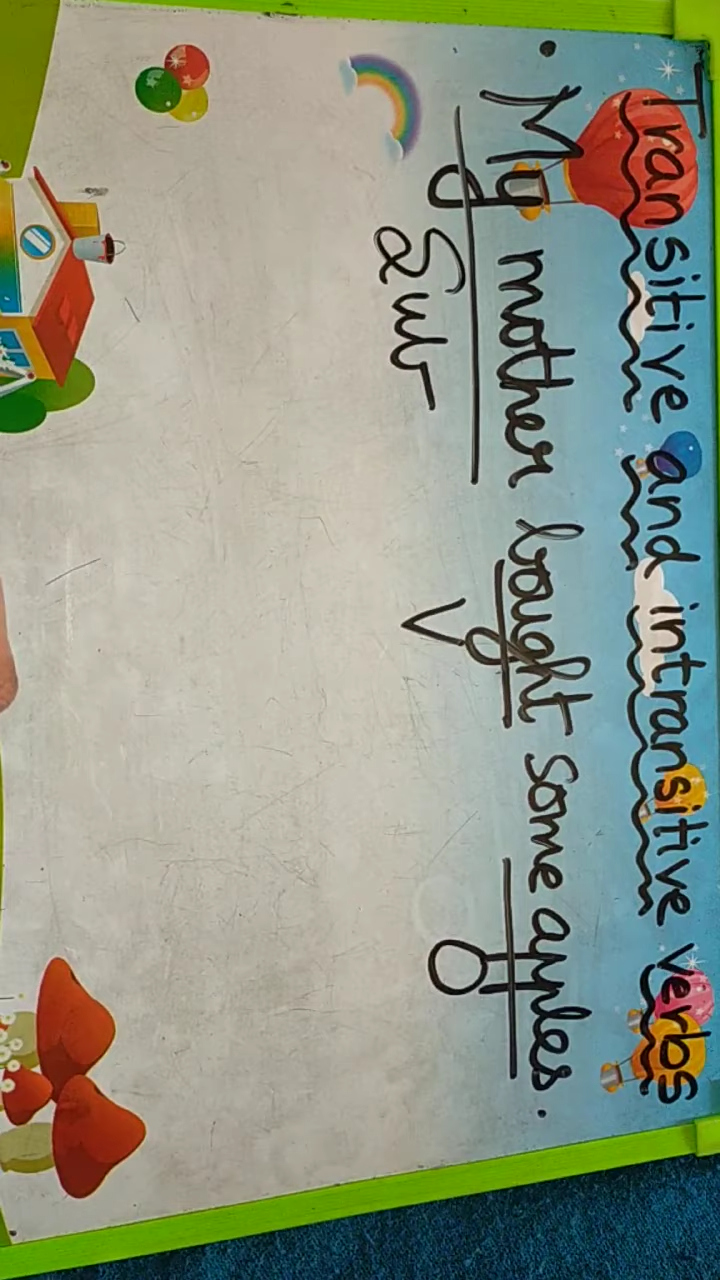 Transitive and intransitive verbs
• My mother bought some apples.
Sub V O